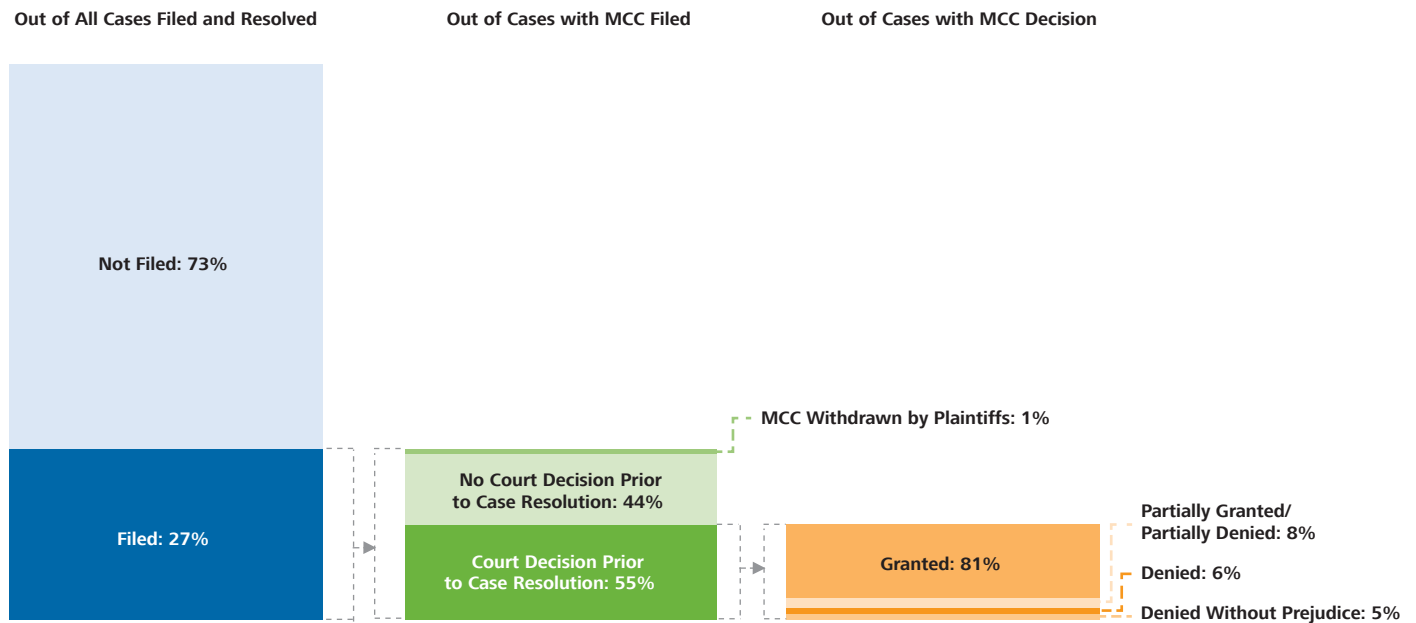 Out of All Cases Filed and Resolved
Out of Cases with MCC Filed
Out of Cases with MCC Decision
Not Filed: 73%
Filed: 27%
MCC Withdrawn by Plaintiffs: 1%
No Court Decision Prior
to Case Resolution: 44%
Court Decision Prior
to Case Resolution: 55%
Granted: 81%
Partially Granted/
Partially Denied: 8%
Denied: 6%
Denied Without Prejudice: 5%